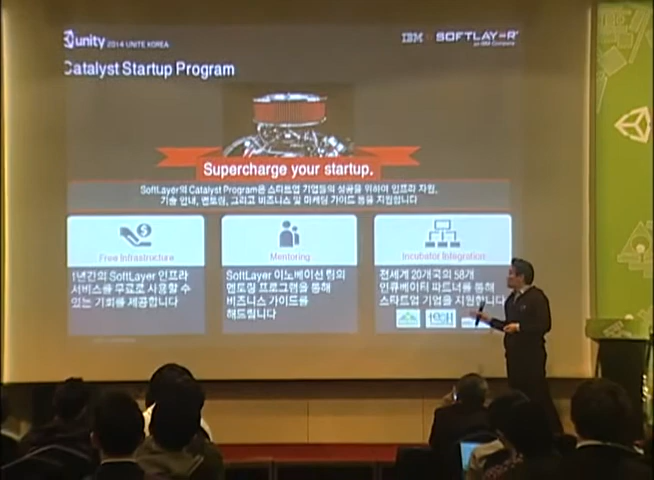 unity 2014 UNITE KOREA
IBM SOFTLAYER
an IBM Company
Catalyst Startup Program
Supercharge your startup.
SoftLayer의 Catalyst Program은 스타트업 기업들의 성공을 위하여 인프라 자원,
기술 안내, 멘토링, 그리고 비즈니스 및 마케팅 가이드 등을 지원합니다
Free Infrastructure
1년간의 SoftLayer 인프라
서비스를 무료로 사용할 수
있는 기회를 제공합니다
Mentoring
SoftLayer 이노베이션 팀의
멘토링 프로그램을 통해
비즈니스 가이드를
해드립니다
Incubator Integration
전세계 20개국의 58개
인큐베이터 파트너를 통해
스타트업 기업을 지원합니다